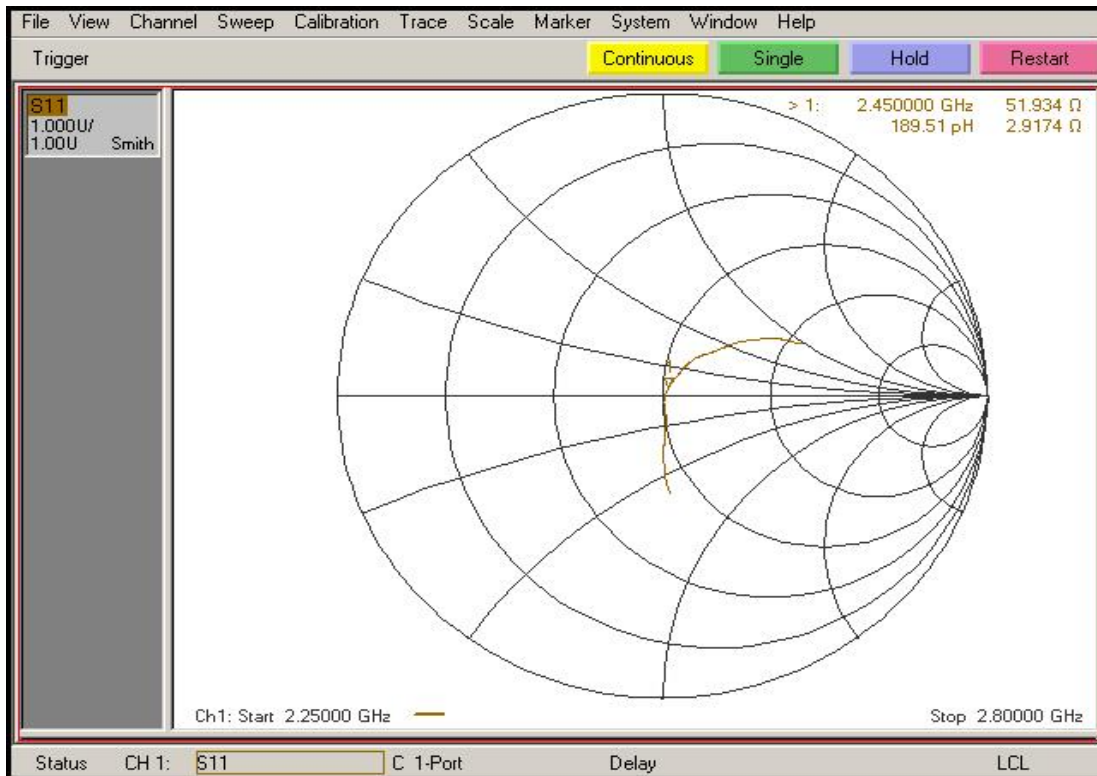 File View Channel Sweep Calibration Trace Scale Marker System Window Help
Trigger Continuous Single Hold Restart
S11
1.000U/
1.00U Smith
> 1: 2.450000 GHz 51.934 Ω
189.51 pH 2.9174 Ω
Ch1: Start 2.25000 GHz Stop 2.80000 GHz
Status CH 1: S11 C 1-Port Delay LCL